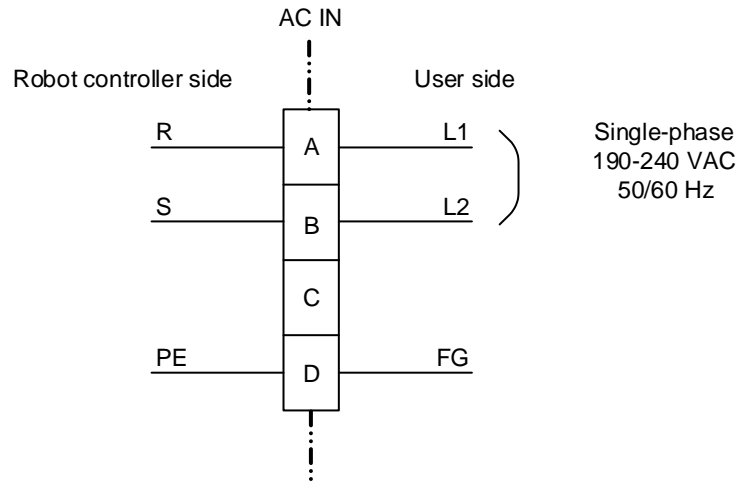 AC IN
Robot controller side
User side
R
A
L1
Single-phase
190-240 VAC
50/60 Hz
S
B
L2
C
PE
D
FG